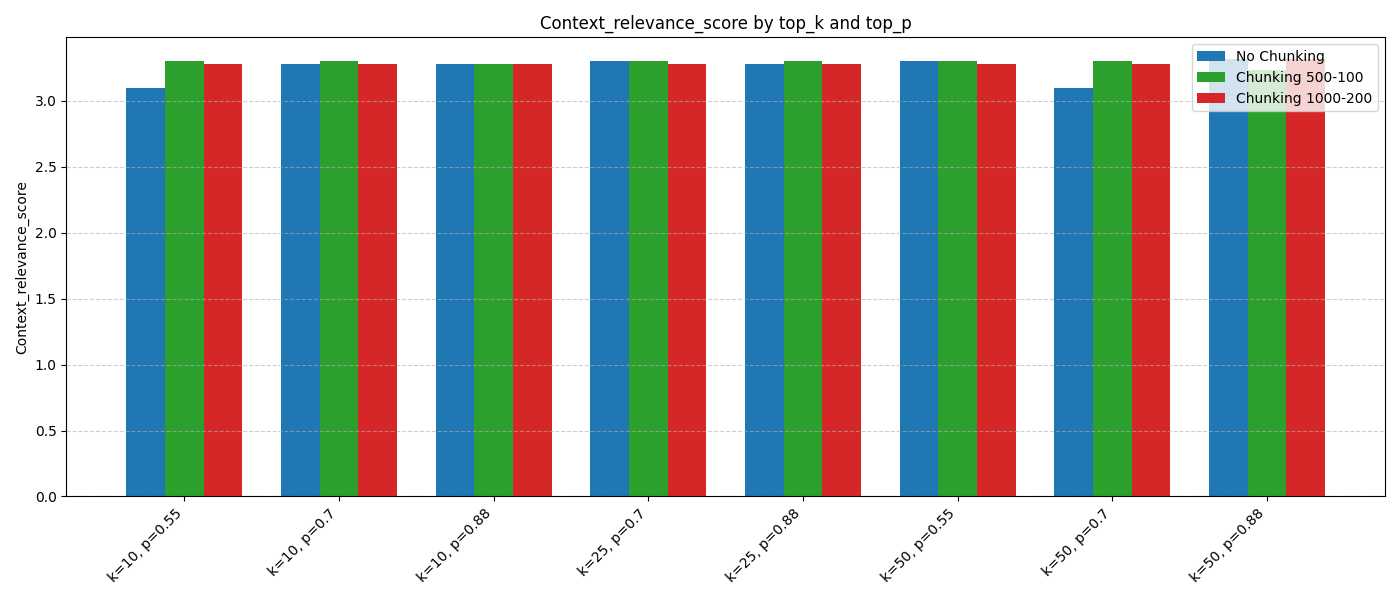 Context_relevance_score by top_k and top_p
No Chunking
Chunking 500-100
Chunking 1000-200
Context_relevance_score
3.0
2.5
2.0
1.5
1.0
0.5
0.0
k=10, p=0.55
k=10, p=0.7
k=10, p=0.88
k=25, p=0.7
k=25, p=0.88
k=50, p=0.55
k=50, p=0.7
k=50, p=0.88